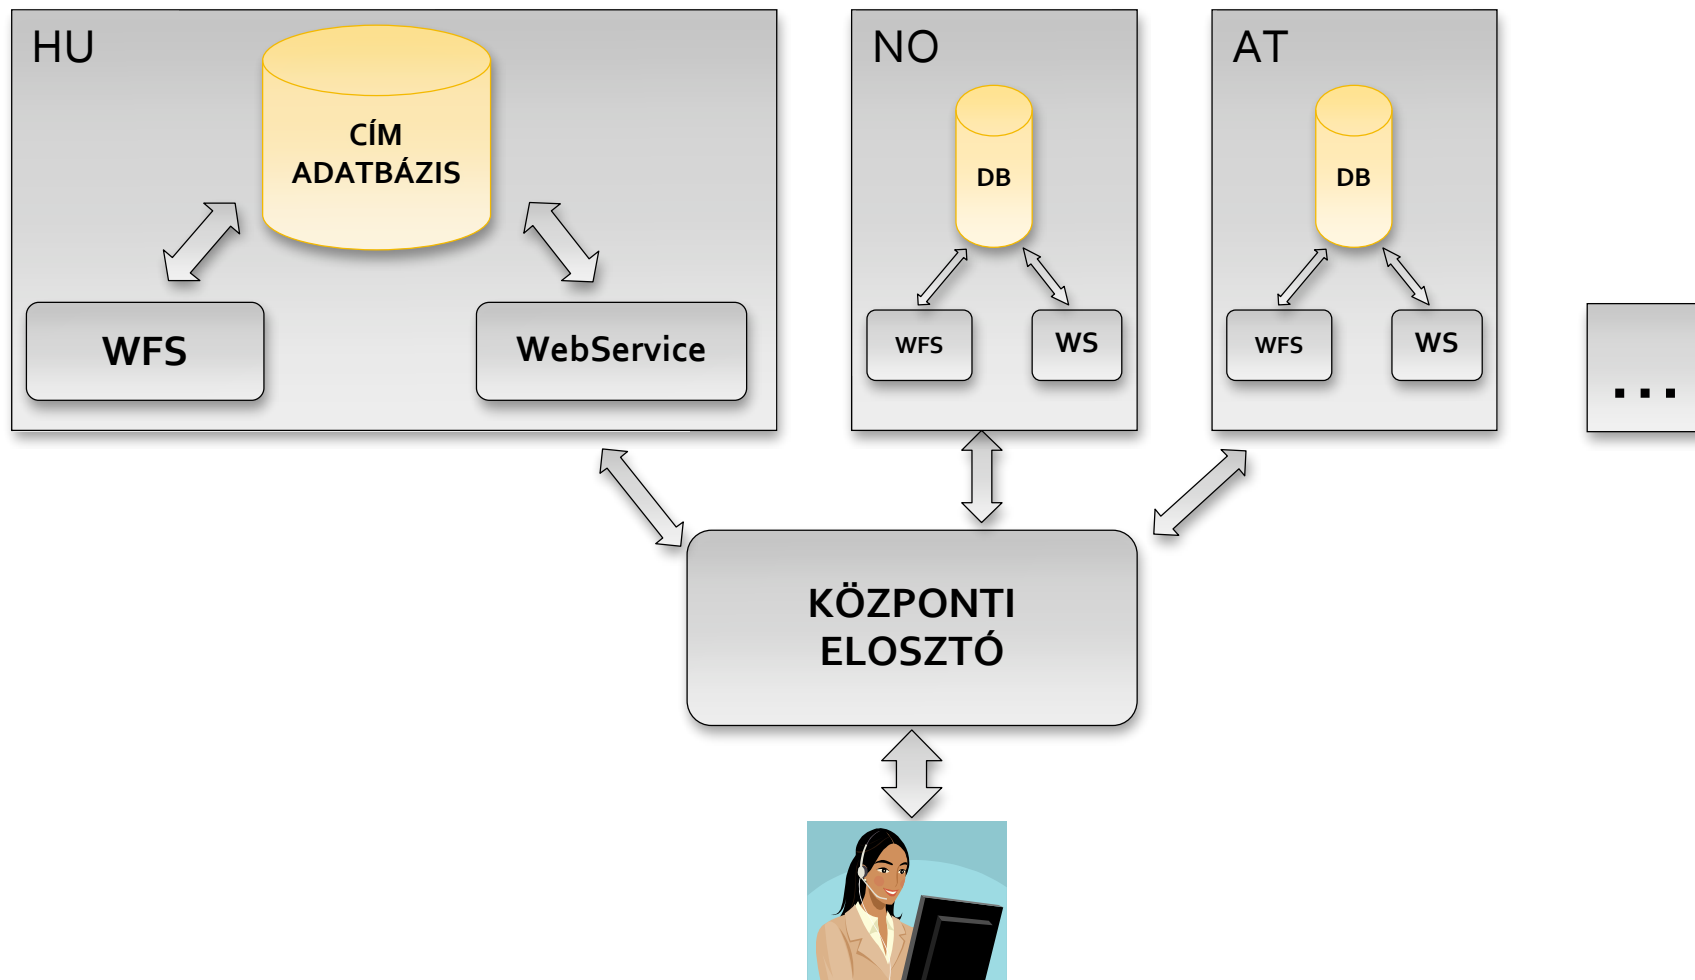 HU
CÍM
ADATBÁZIS
WFS
WebService
NO
DB
WFS
WS
AT
DB
WFS
WS
...
KÖZPONTI
ELOSZTÓ